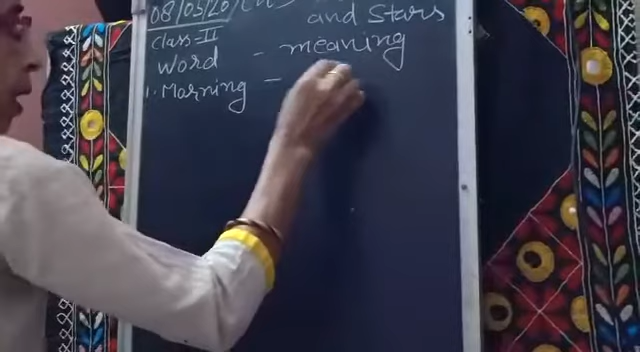 08/05/20
and Stars
Class-II
Word - meaning
1. Morning -